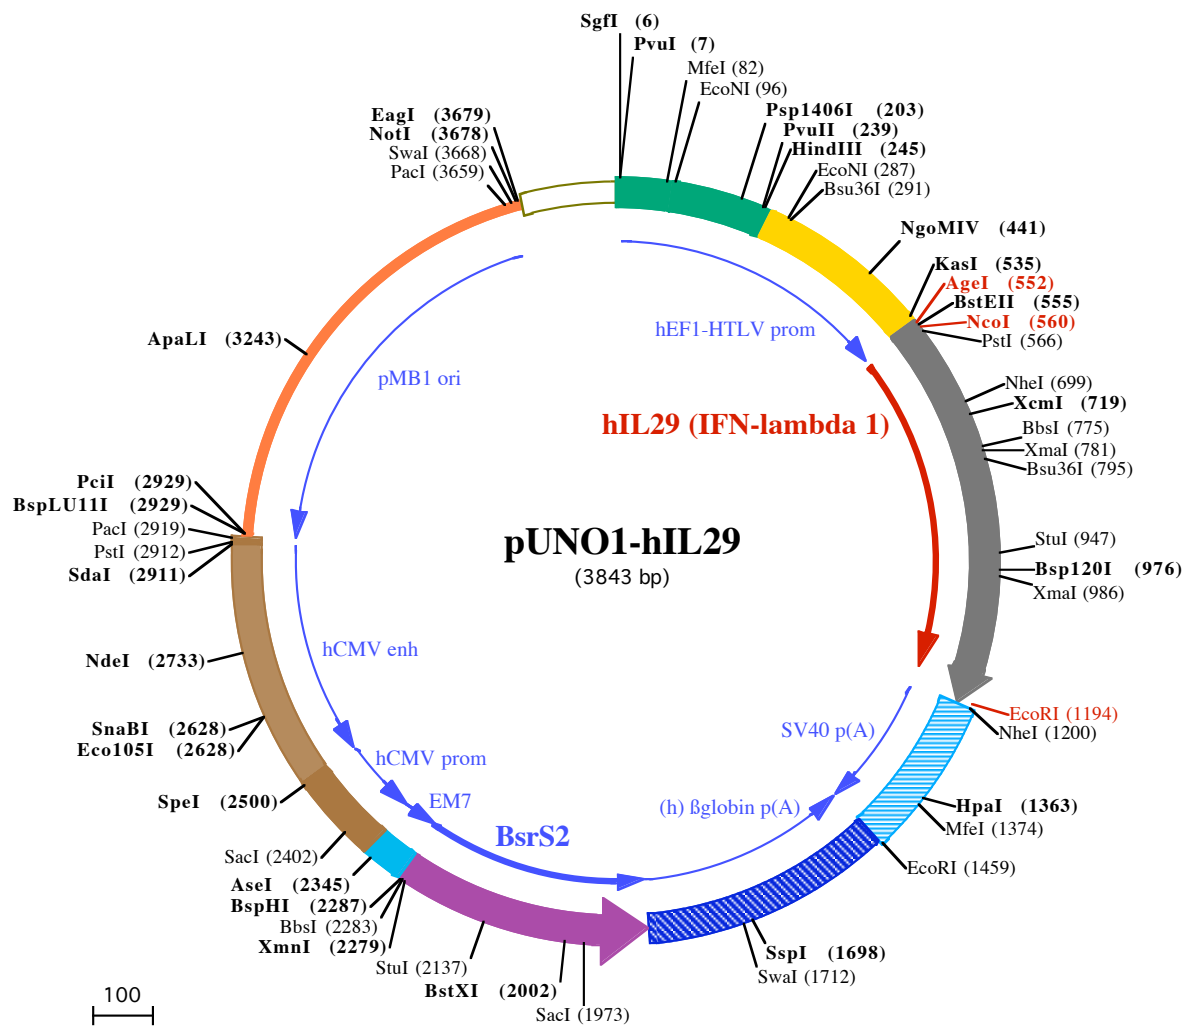 SgfI (6)
PvuI (7)
MfeI (82)
EcoNI (96)
Psp1406I (203)
PvuII (239)
HindIII (245)
EcoNI (287)
Bsu36I (291)
NgoMIV (441)
KasI (535)
AgeI (552)
BstEII (555)
NcoI (560)
PstI (566)
NheI (699)
XcmI (719)
BbsI (775)
XmaI (781)
Bsu36I (795)
StuI (947)
Bsp120I (976)
XmaI (986)
EcoRI (1194)
NheI (1200)
HpaI (1363)
MfeI (1374)
EcoRI (1459)
SspI (1698)
SwaI (1712)
SacI (1973)
BstXI (2002)
StuI (2137)
XmnI (2279)
BbsI (2283)
BspHI (2287)
AseI (2345)
SacI (2402)
SpeI (2500)
Eco105I (2628)
SnaBI (2628)
NdeI (2733)
SdaI (2911)
PstI (2912)
PacI (2919)
BspLU11I (2929)
PciI (2929)
ApaLI (3243)
PacI (3659)
SwaI (3668)
NotI (3678)
EagI (3679)
hEF1-HTLV prom
pMB1 ori
hIL29 (IFN-lambda 1)
pUNO1-hIL29
(3843 bp)
hCMV enh
SV40 p(A)
hCMV prom
EM7
(h) ßglobin p(A)
BsrS2
100